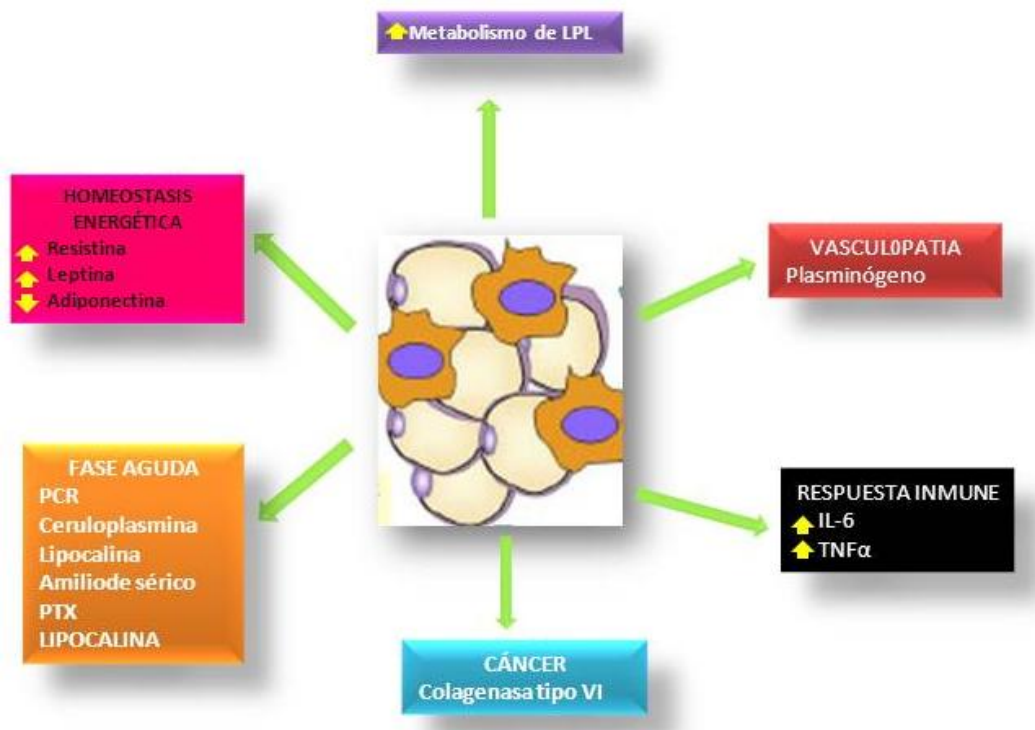 Metabolismo de LPL
HOMEOSTASIS
ENERGÉTICA
Resistina
Leptina
Adiponectina
VASCUL0PATIA
Plasminógeno
FASE AGUDA
PCR
Ceruloplasmina
Lipocalina
Amiliode sérico
PTX
LIPOCALINA
RESPUESTA INMUNE
IL-6
TNFα
CÁNCER
Colagenasa tipo VI